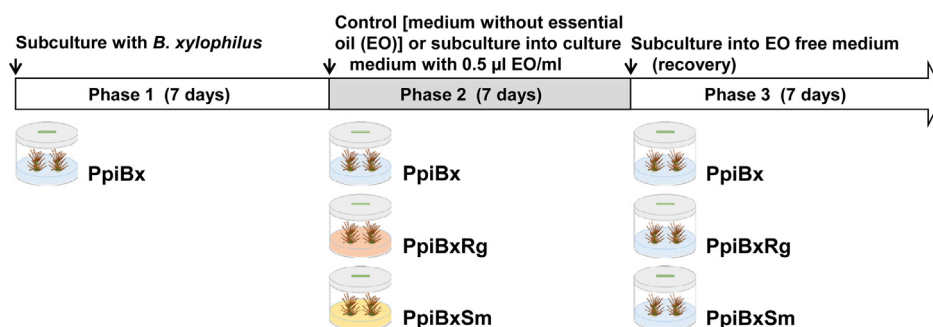 Subculture with B. xylophilus
Control [medium without essential
oil (EO)] or subculture into culture
medium with 0.5 µl EO/ml
Subculture into EO free medium
(recovery)
Phase 1 (7 days)
Phase 2 (7 days)
Phase 3 (7 days)
PpiBx
PpiBx
PpiBx
PpiBxRg
PpiBxRg
PpiBxSm
PpiBxSm